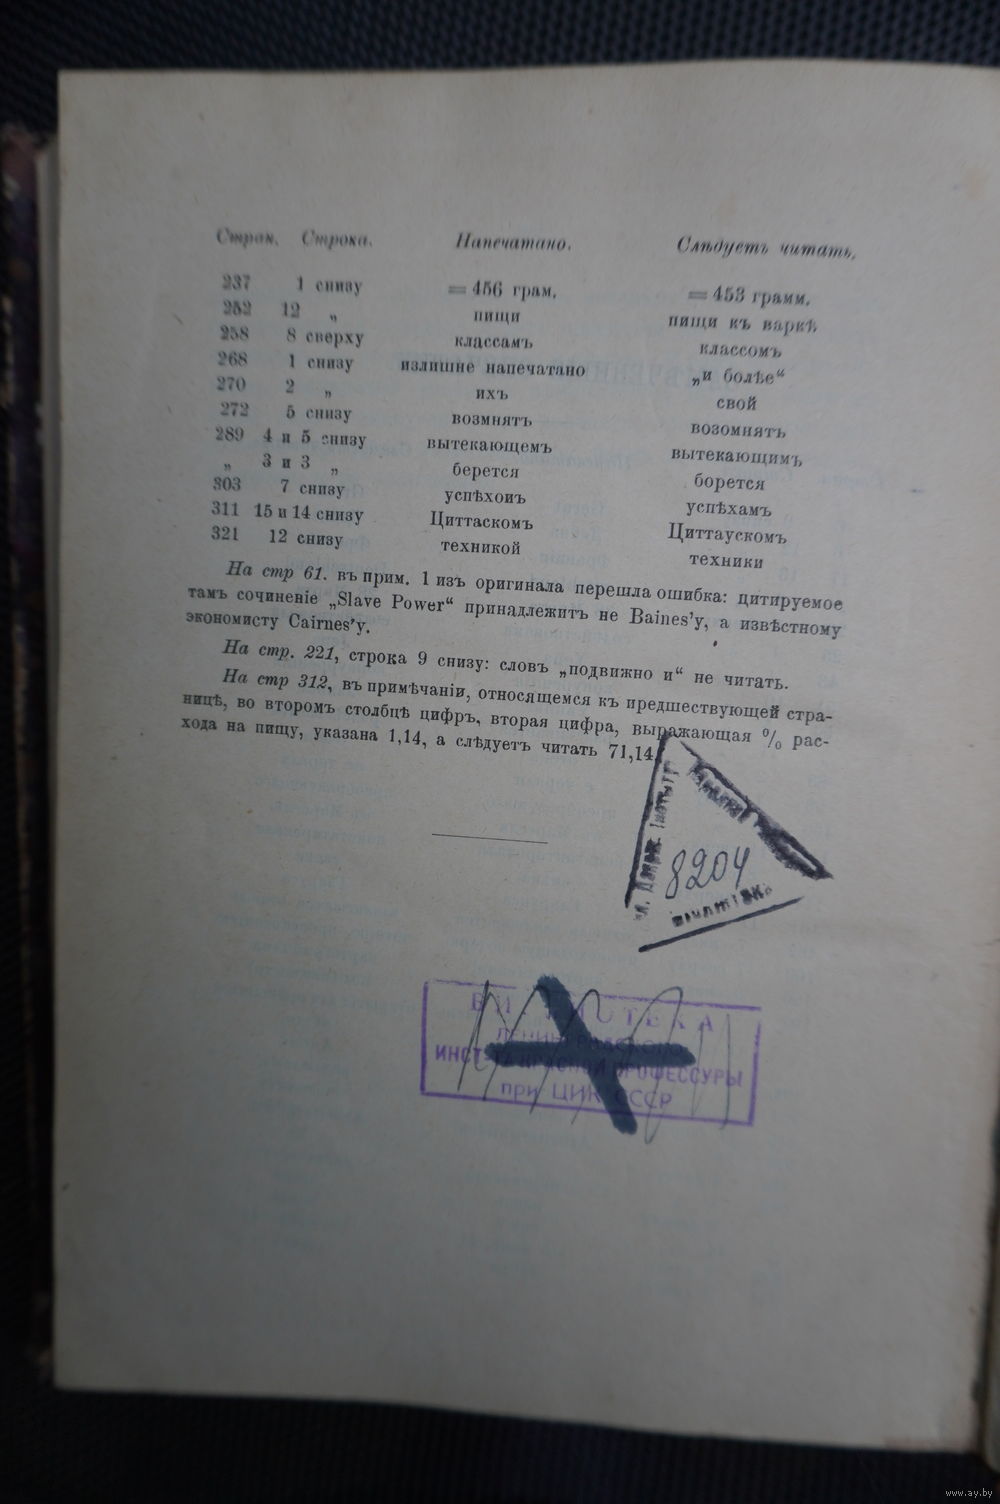 Стран. Строка. Напечатано. Слѣдуетъ читать.
237 1 снизу = 456 грам. = 453 грамм.
252 12 „ пищи пищи къ варкѣ
258 8 сверху классамъ классомъ
268 1 снизу излишне напечатано „и болѣе“
270 2 „ ихъ свой
272 5 снизу возмнятъ возомнятъ
289 4 и 5 снизу вытекающемъ вытекающимъ
„ 3 и 3 „ берется борется
303 7 снизу успѣхоиъ успѣхамъ
311 15 и 14 снизу Циттаскомъ Циттаускомъ
321 12 снизу техникой техники
На стр 61. въ прим. 1 изъ оригинала перешла ошибка: цитируемое
тамъ сочиненіе „Slave Power“ принадлежитъ не Baines’y, а извѣстному
экономисту Cairnes’y.
На стр. 221, строка 9 снизу: словъ „подвижно и“ не читать.
На стр 312, въ примѣчаніи, относящемся къ предшествующей стра-
ницѣ, во второмъ столбцѣ цифръ, вторая цифра, выражающая % рас-
хода на пищу, указана 1,14, а слѣдуетъ читать 71,14.
8204
БИБЛИОТЕКА
ЛЕНИНГРАДСКОГО
ИНСТ-ТА КРАСНОЙ ПРОФЕССУРЫ
при ЦИК СССР
www.ay.by